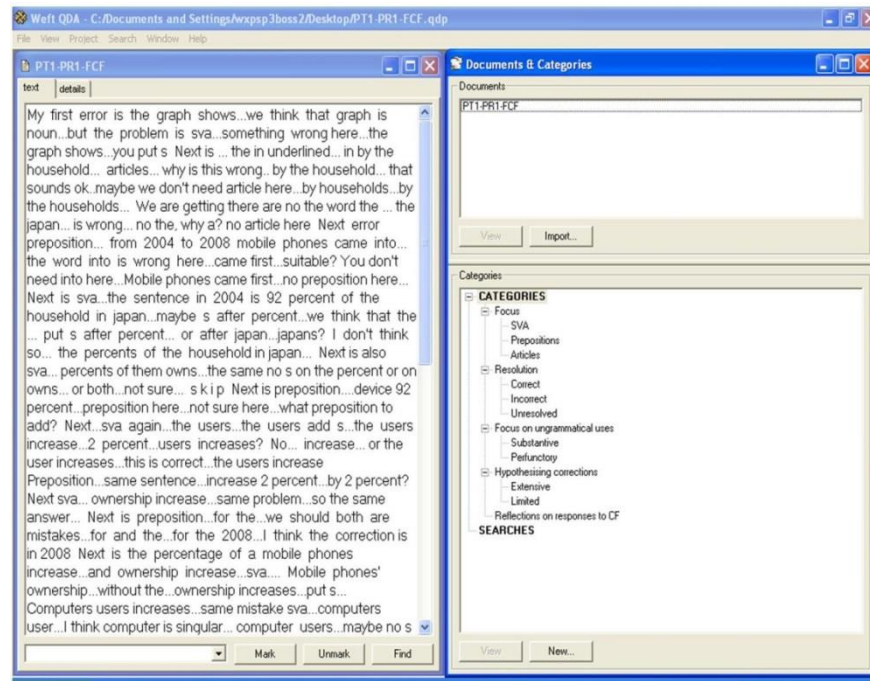 Weft QDA - C:/Documents and Settings/wxpsp3boss2/Desktop/PT1-PR1-FCF.qdp
File View Project Search Window Help
PT1-PR1-FCF
text details
My first error is the graph shows...we think that graph is
noun...but the problem is sva...something wrong here...the
graph shows...you put s Next is ... the in underlined... in by the
household... articles... why is this wrong.. by the household... that
sounds ok..maybe we don't need article here...by households...by
the households... We are getting there are no the word the ... the
japan... is wrong... no the, why a? no article here Next error
preposition... from 2004 to 2008 mobile phones came into...
the word into is wrong here...came first...suitable? You don't
need into here...Mobile phones came first...no preposition here...
Next is sva...the sentence in 2004 is 92 percent of the
household in japan...maybe s after percent...we think that the
... put s after percent... or after japan...japans? I don't think
so... the percents of the household in japan... Next is also
sva... percents of them owns...the same no s on the percent or on
owns... or both...not sure... s k i p Next is preposition....device 92
percent...preposition here...not sure here...what preposition to
add? Next...sva again...the users...the users add s...the users
increase...2 percent...users increases? No... increase... or the
user increases...this is correct...the users increase
Preposition...same sentence...increase 2 percent...by 2 percent?
Next sva... ownership increase...same problem...so the same
answer... Next is preposition...for the...we should both are
mistakes...for and the...for the 2008...I think the correction is
in 2008 Next is the percentage of a mobile phones
increase...and ownership increase...sva.... Mobile phones'
ownership...without the...ownership increases...put s...
Computers users increases...same mistake sva...computers
user...I think computer is singular... computer users...maybe no s
Mark Unmark Find
Documents & Categories
Documents
PT1-PR1-FCF
View Import...
Categories
CATEGORIES
Focus
SVA
Prepositions
Articles
Resolution
Correct
Incorrect
Unresolved
Focus on ungrammatical uses
Substantive
Perfunctory
Hypothesising corrections
Extensive
Limited
Reflections on responses to CF
SEARCHES
View New...